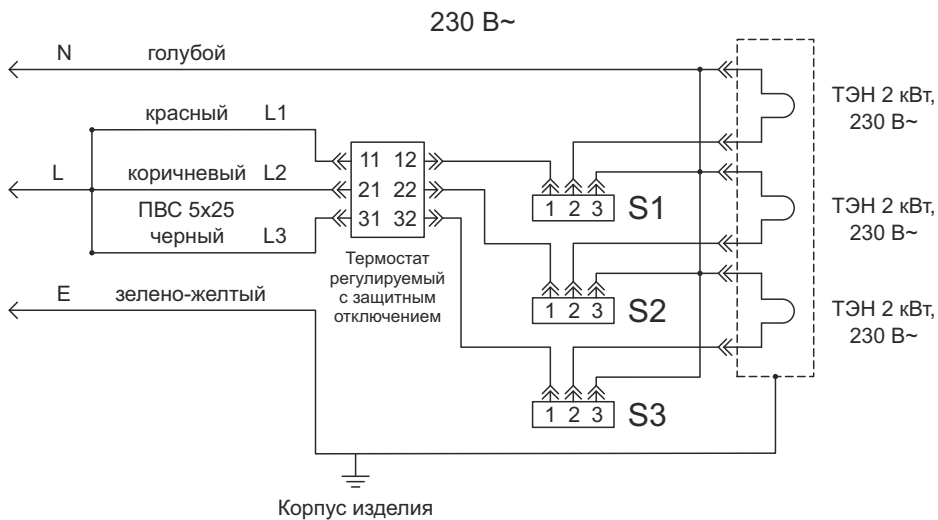 230 В~
N голубой
красный L1
L коричневый L2
ПВС 5х25
черный L3
E зелено-желтый
11 12
21 22
31 32
Термостат
регулируемый
с защитным
отключением
1 2 3 S1
1 2 3 S2
1 2 3 S3
ТЭН 2 кВт,
230 В~
ТЭН 2 кВт,
230 В~
ТЭН 2 кВт,
230 В~
Корпус изделия